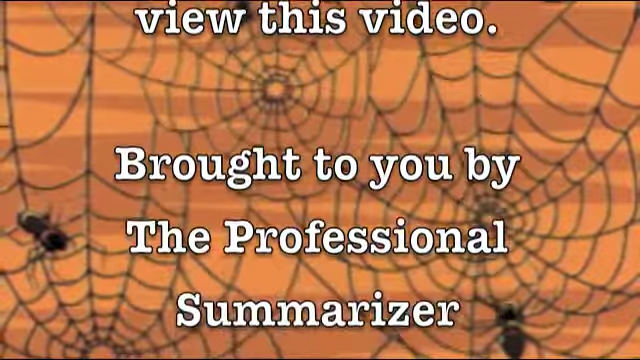 view this video.
Brought to you by
The Professional
Summarizer